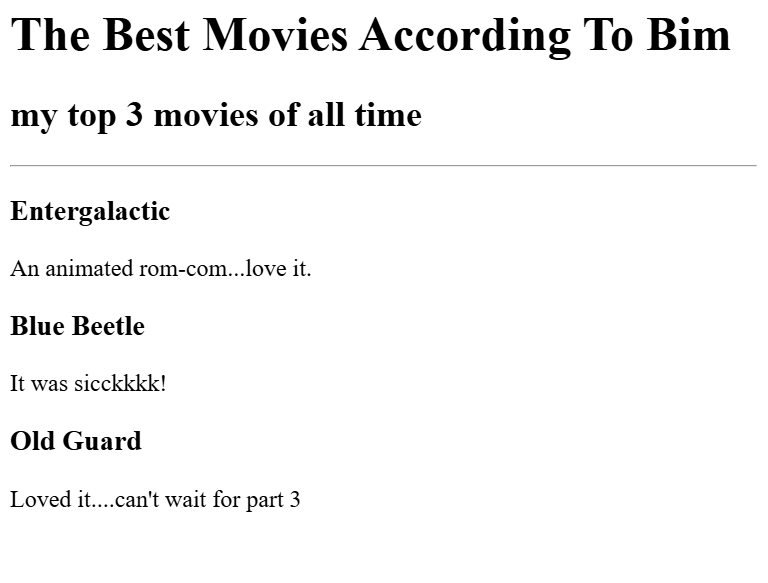 The Best Movies According To Bim
my top 3 movies of all time
Entergalactic
An animated rom-com...love it.
Blue Beetle
It was sicckkkk!
Old Guard
Loved it....can't wait for part 3